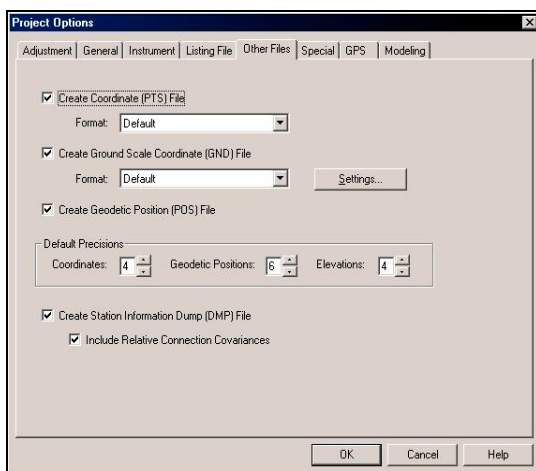 Project Options
Adjustment General Instrument Listing File Other Files Special GPS Modeling
Create Coordinate (PTS) File
Format: Default
Create Ground Scale Coordinate (GND) File
Format: Default Settings...
Create Geodetic Position (POS) File
Default Precisions
Coordinates: 4 Geodetic Positions: 6 Elevations: 4
Create Station Information Dump (DMP) File
Include Relative Connection Covariances
OK Cancel Help